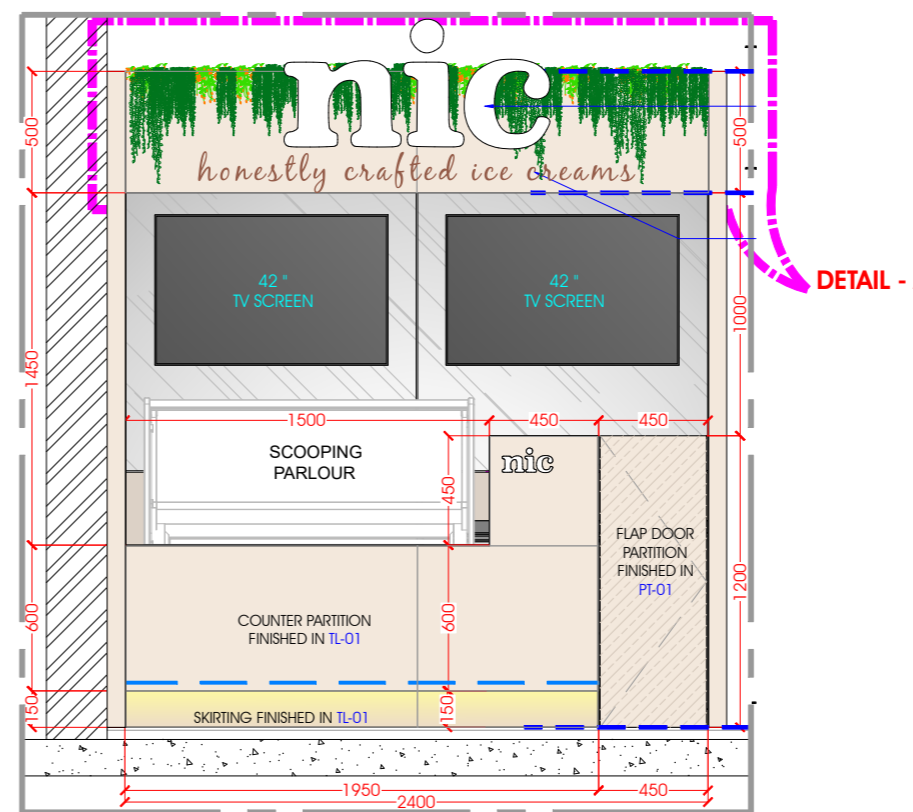 nic
honestly crafted ice creams
500
500
42 "
TV SCREEN
42 "
TV SCREEN
DETAIL -
1000
1450
1500
450
450
SCOOPING
PARLOUR
nic
450
FLAP DOOR
PARTITION
FINISHED IN
PT-01
1200
COUNTER PARTITION
FINISHED IN TL-01
600
600
SKIRTING FINISHED IN TL-01
150
150
1950
450
2400